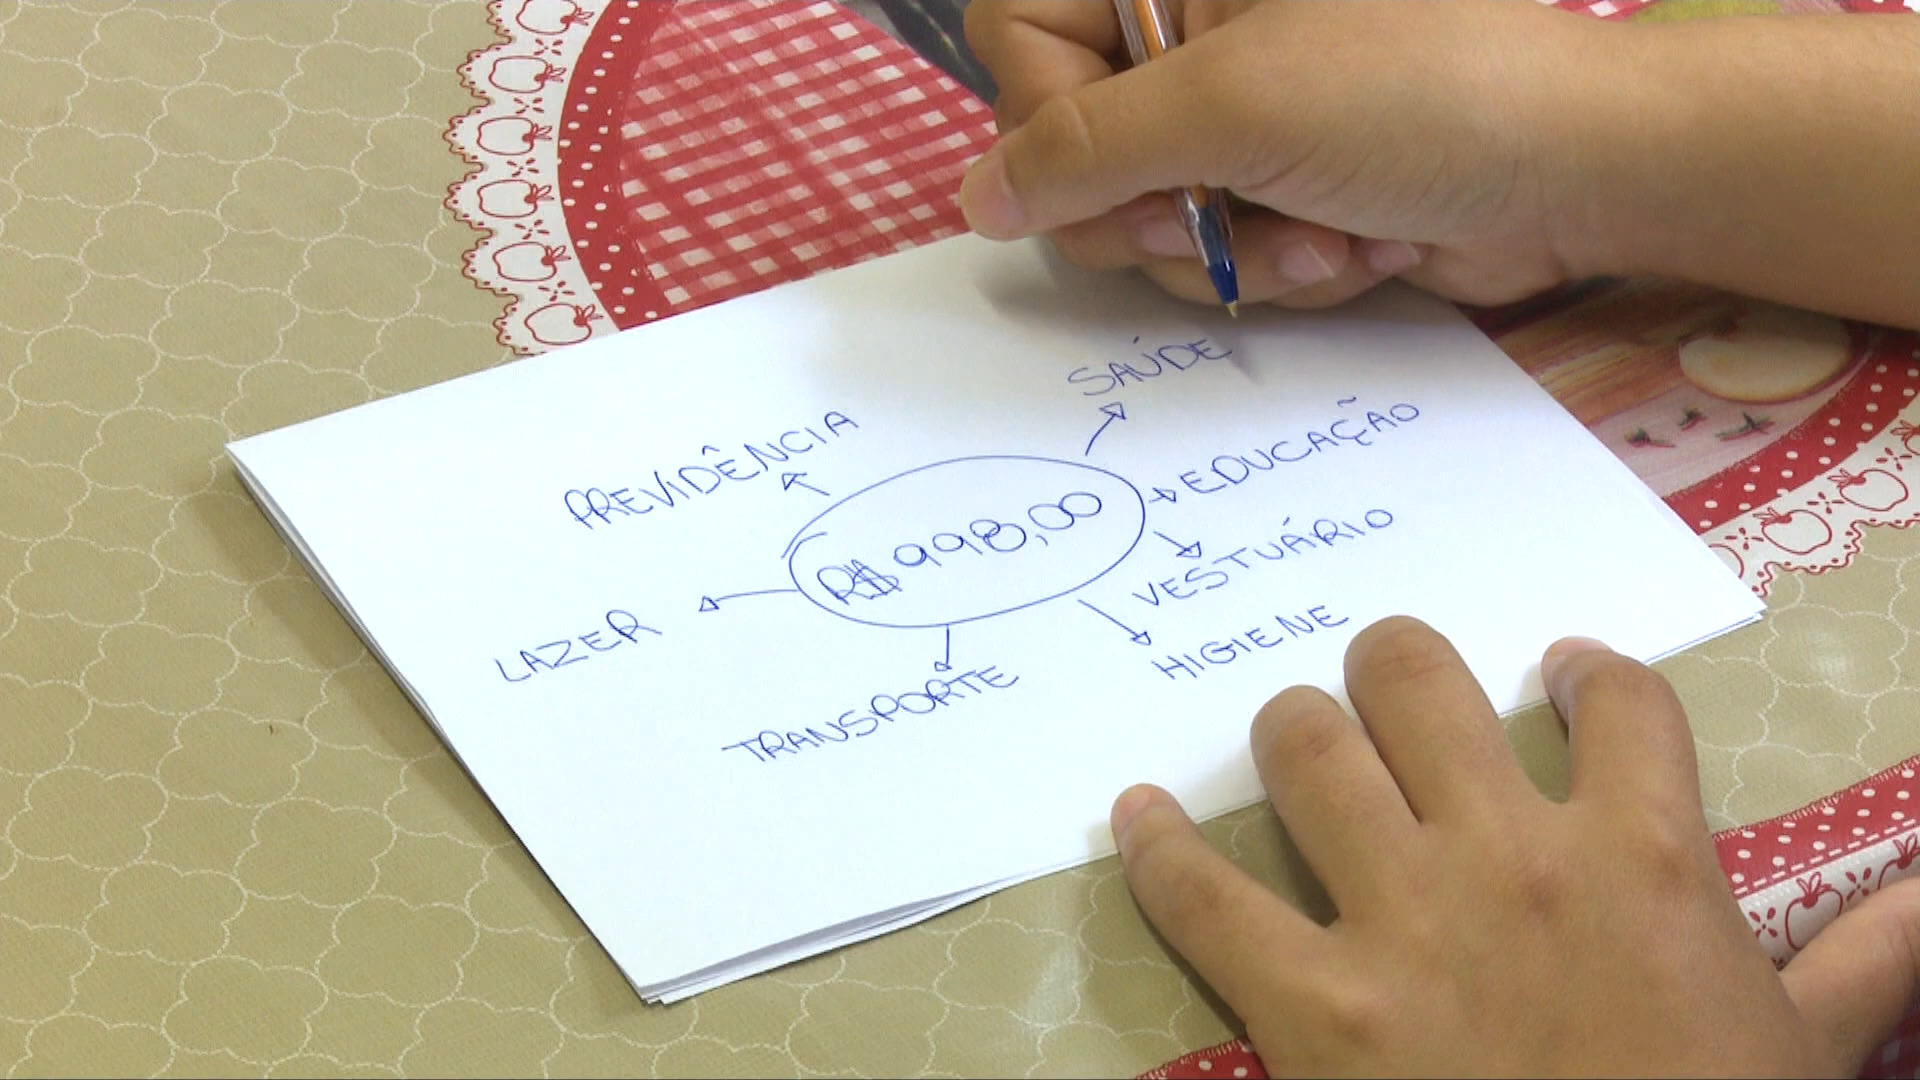 SAÚDE
PREVIDÊNCIA
EDUCAÇÃO
R$ 998,00
VESTUÁRIO
LAZER
HIGIENE
TRANSPORTE